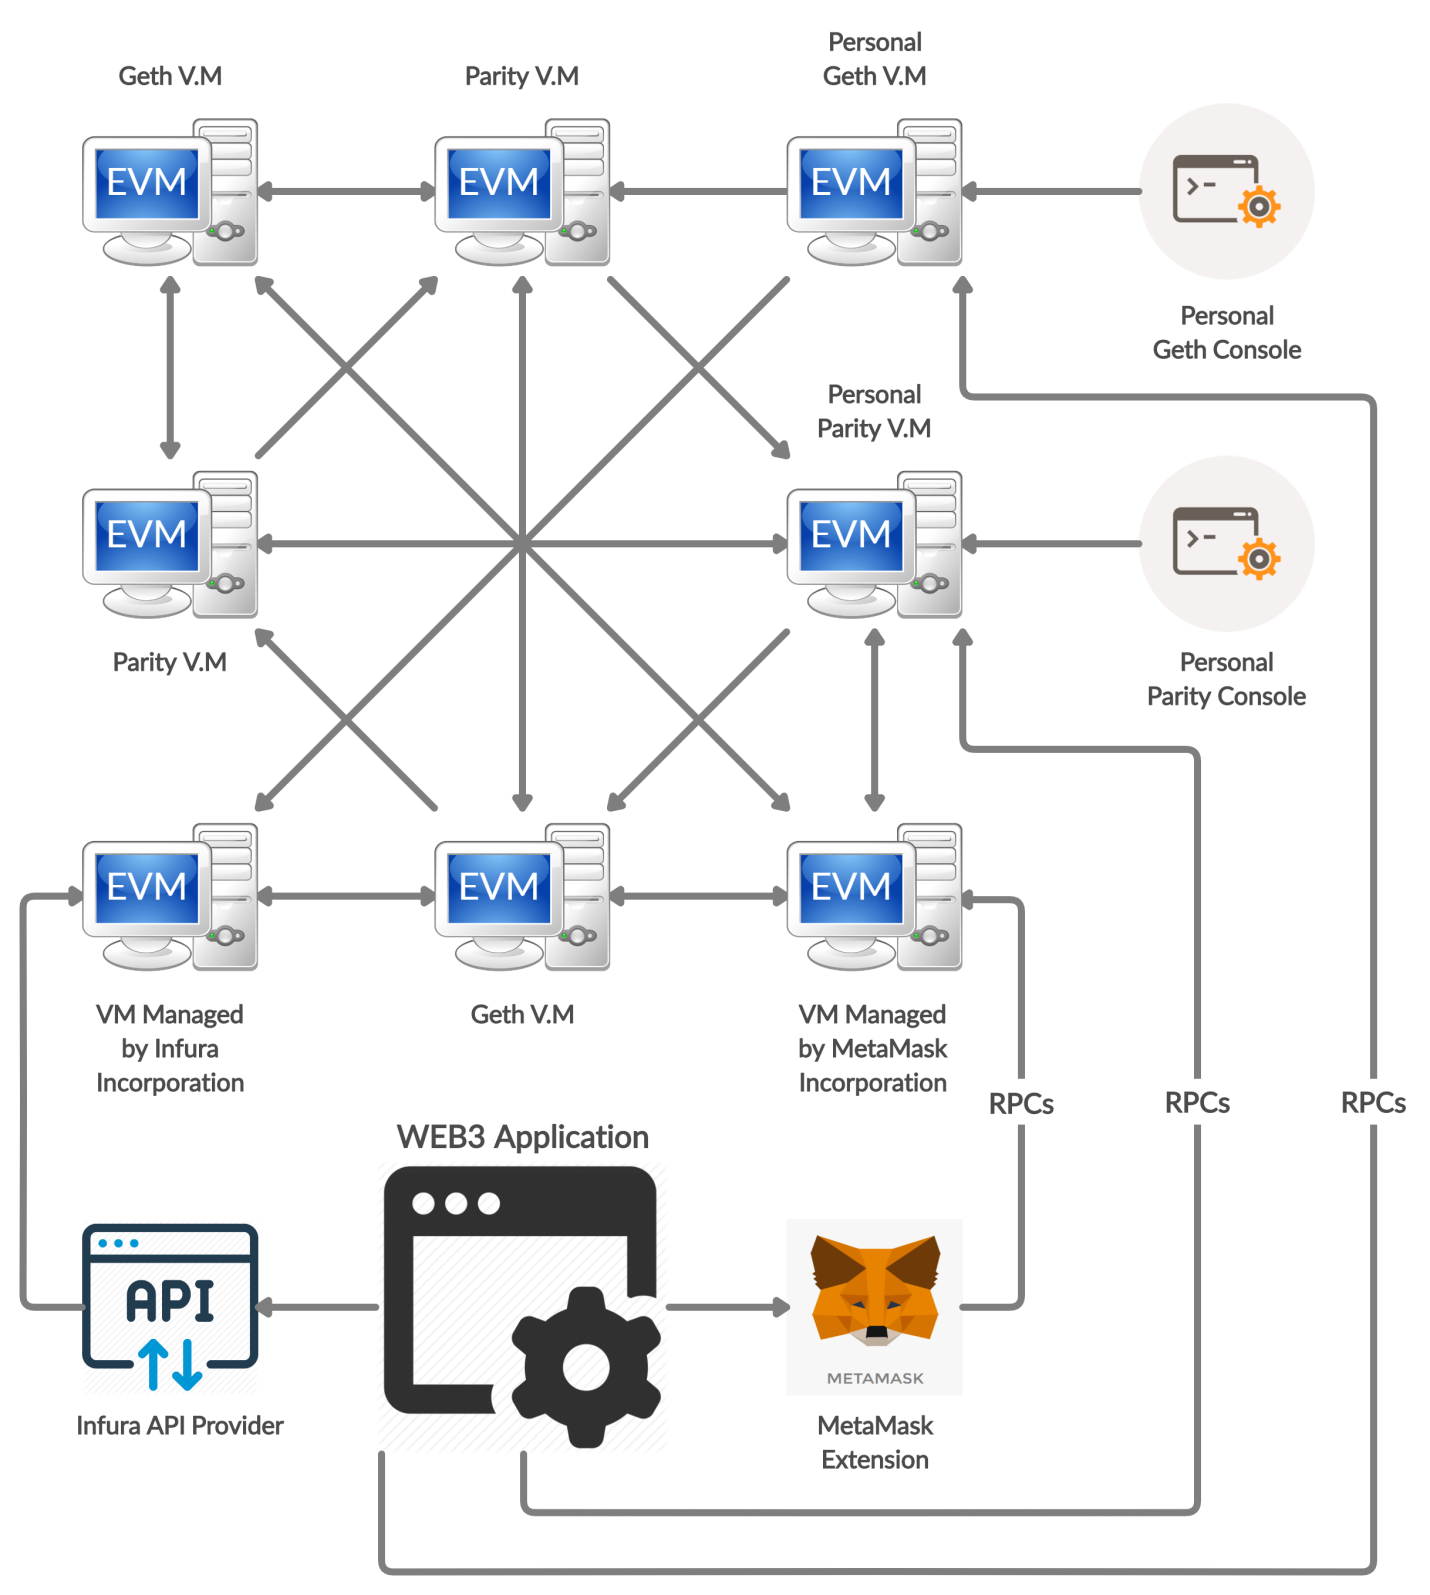 Geth V.M
Parity V.M
Personal
Geth V.M
EVM
EVM
EVM
>-
Personal
Geth Console
Personal
Parity V.M
EVM
EVM
>-
Parity V.M
Personal
Parity Console
EVM
EVM
EVM
VM Managed
by Infura
Incorporation
Geth V.M
VM Managed
by MetaMask
Incorporation
RPCs
RPCs
RPCs
WEB3 Application
API
METAMASK
Infura API Provider
MetaMask
Extension